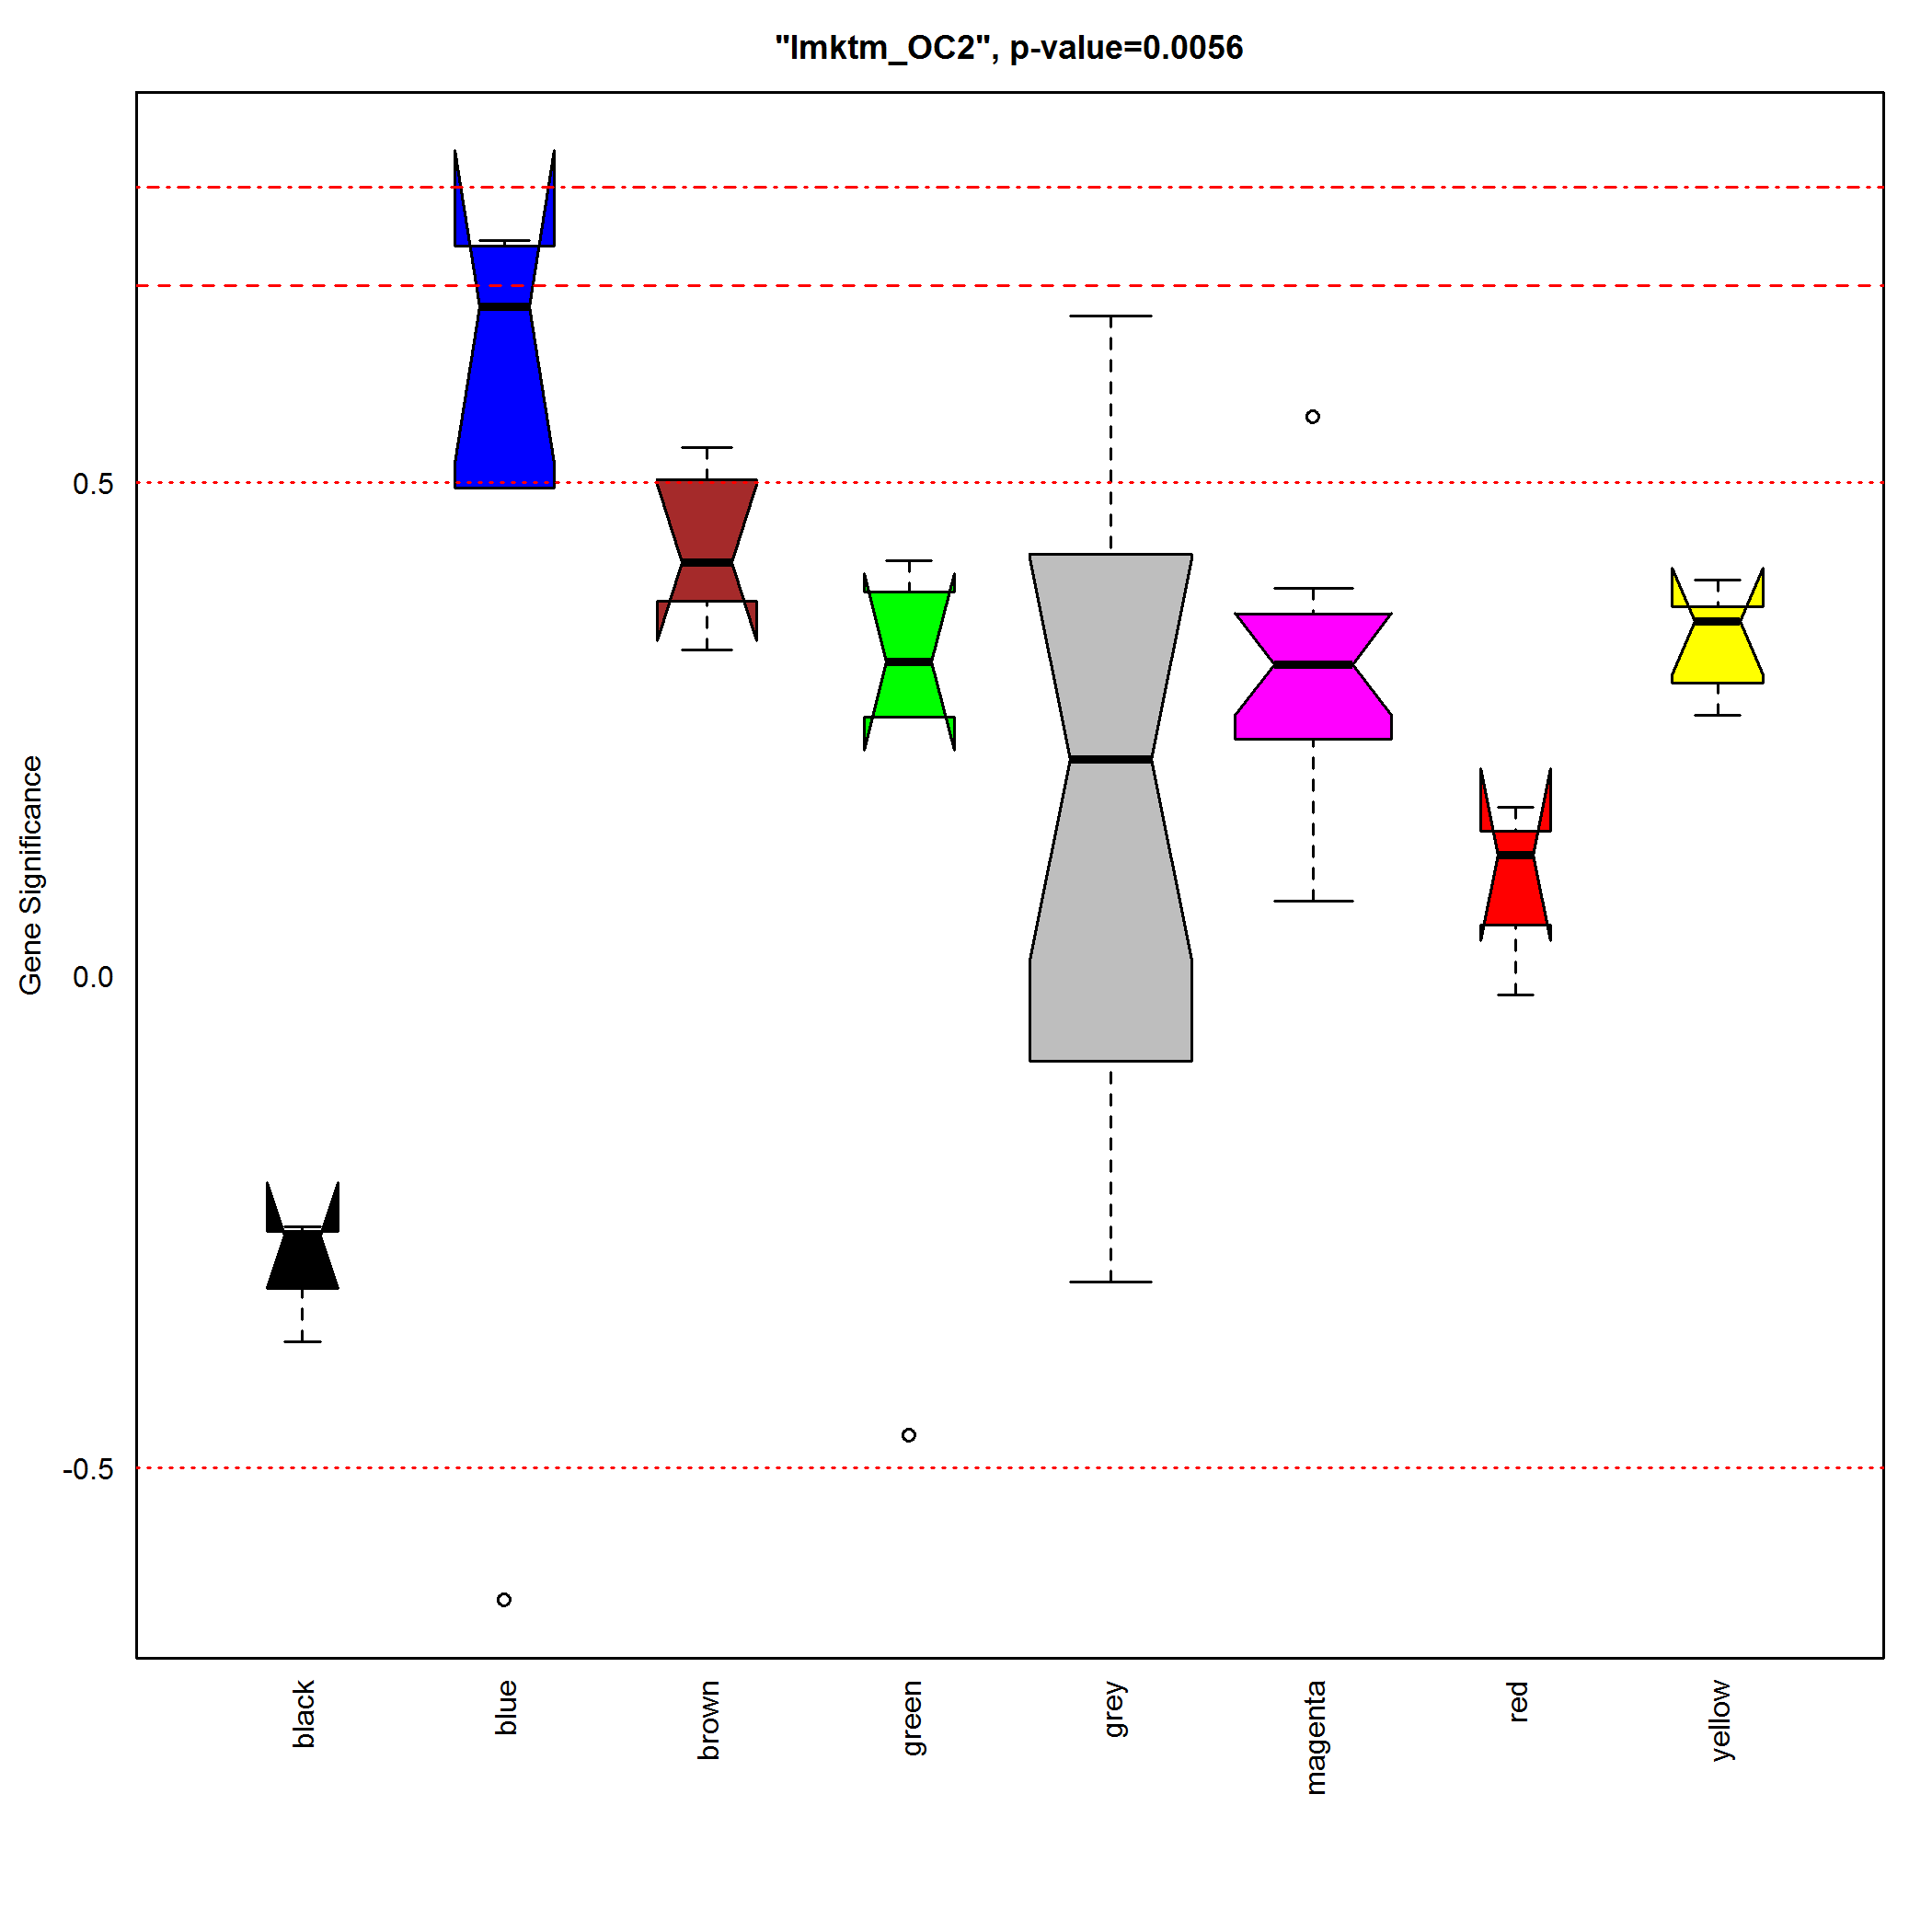 "lmktm_OC2", p-value=0.0056
Gene Significance
0.5
0.0
-0.5
black
blue
brown
green
grey
magenta
red
yellow